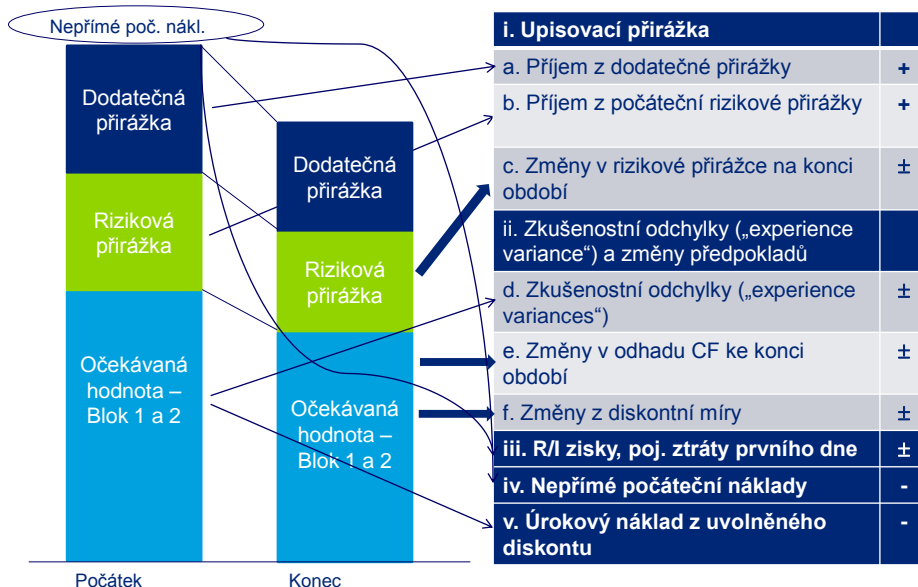 Nepřímé poč. nákl.
Dodatečná
přirážka
Riziková
přirážka
Očekávaná
hodnota –
Blok 1 a 2
Počátek
Dodatečná
přirážka
Riziková
přirážka
Očekávaná
hodnota –
Blok 1 a 2
Konec
i. Upisovací přirážka
a. Příjem z dodatečné přirážky +
b. Příjem z počáteční rizikové přirážky +
c. Změny v rizikové přirážce na konci ±
období
ii. Zkušenostní odchylky („experience
variance“) a změny předpokladů
d. Zkušenostní odchylky („experience ±
variances“)
e. Změny v odhadu CF ke konci ±
období
f. Změny z diskontní míry ±
iii. R/I zisky, poj. ztráty prvního dne ±
iv. Nepřímé počáteční náklady -
v. Úrokový náklad z uvolněného -
diskontu